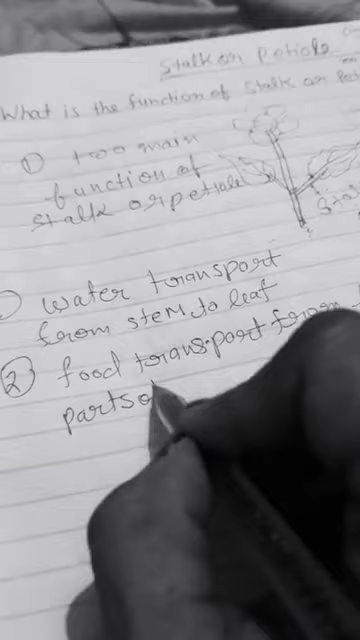 Stalk or Petiole
What is the function of stalk or
① two main
function of
stalk or petiole
water transport
from steM to leaf
② food transport from
parts o